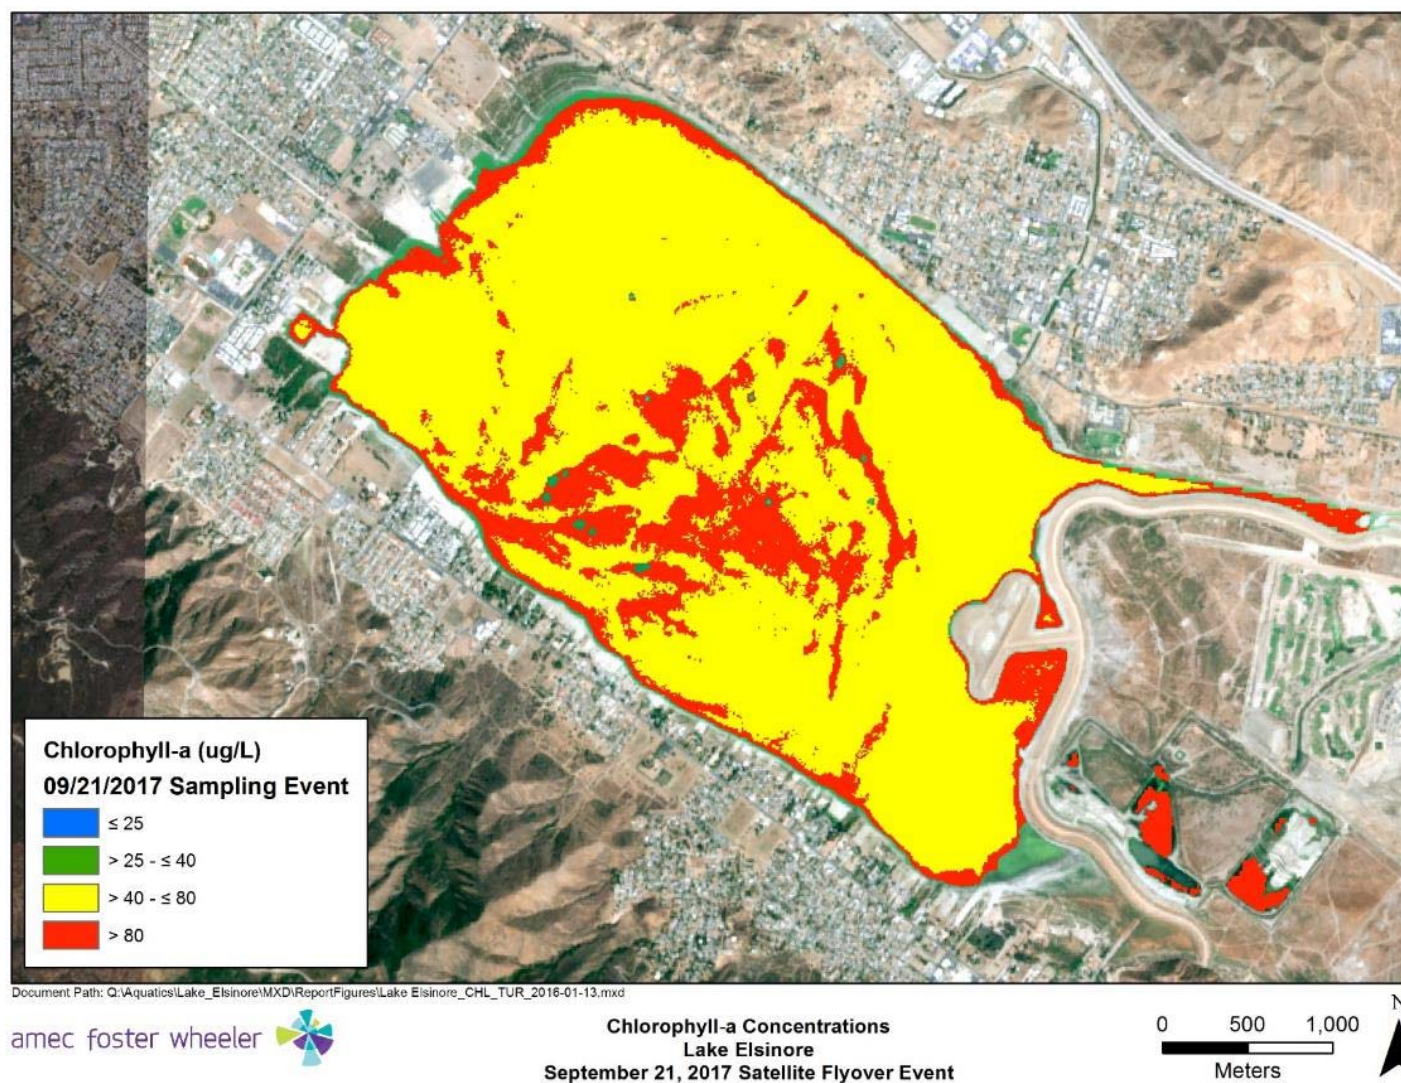 Chlorophyll-a (ug/L)
09/21/2017 Sampling Event
≤ 25
> 25 - ≤ 40
> 40 - ≤ 80
> 80
Document Path: Q:\Aquatics\Lake_Elsinore\MXD\ReportFigures\Lake Elsinore_CHL_TUR_2016-01-13.mxd
amec foster wheeler
Chlorophyll-a Concentrations
Lake Elsinore
September 21, 2017 Satellite Flyover Event
0 500 1,000
Meters
N